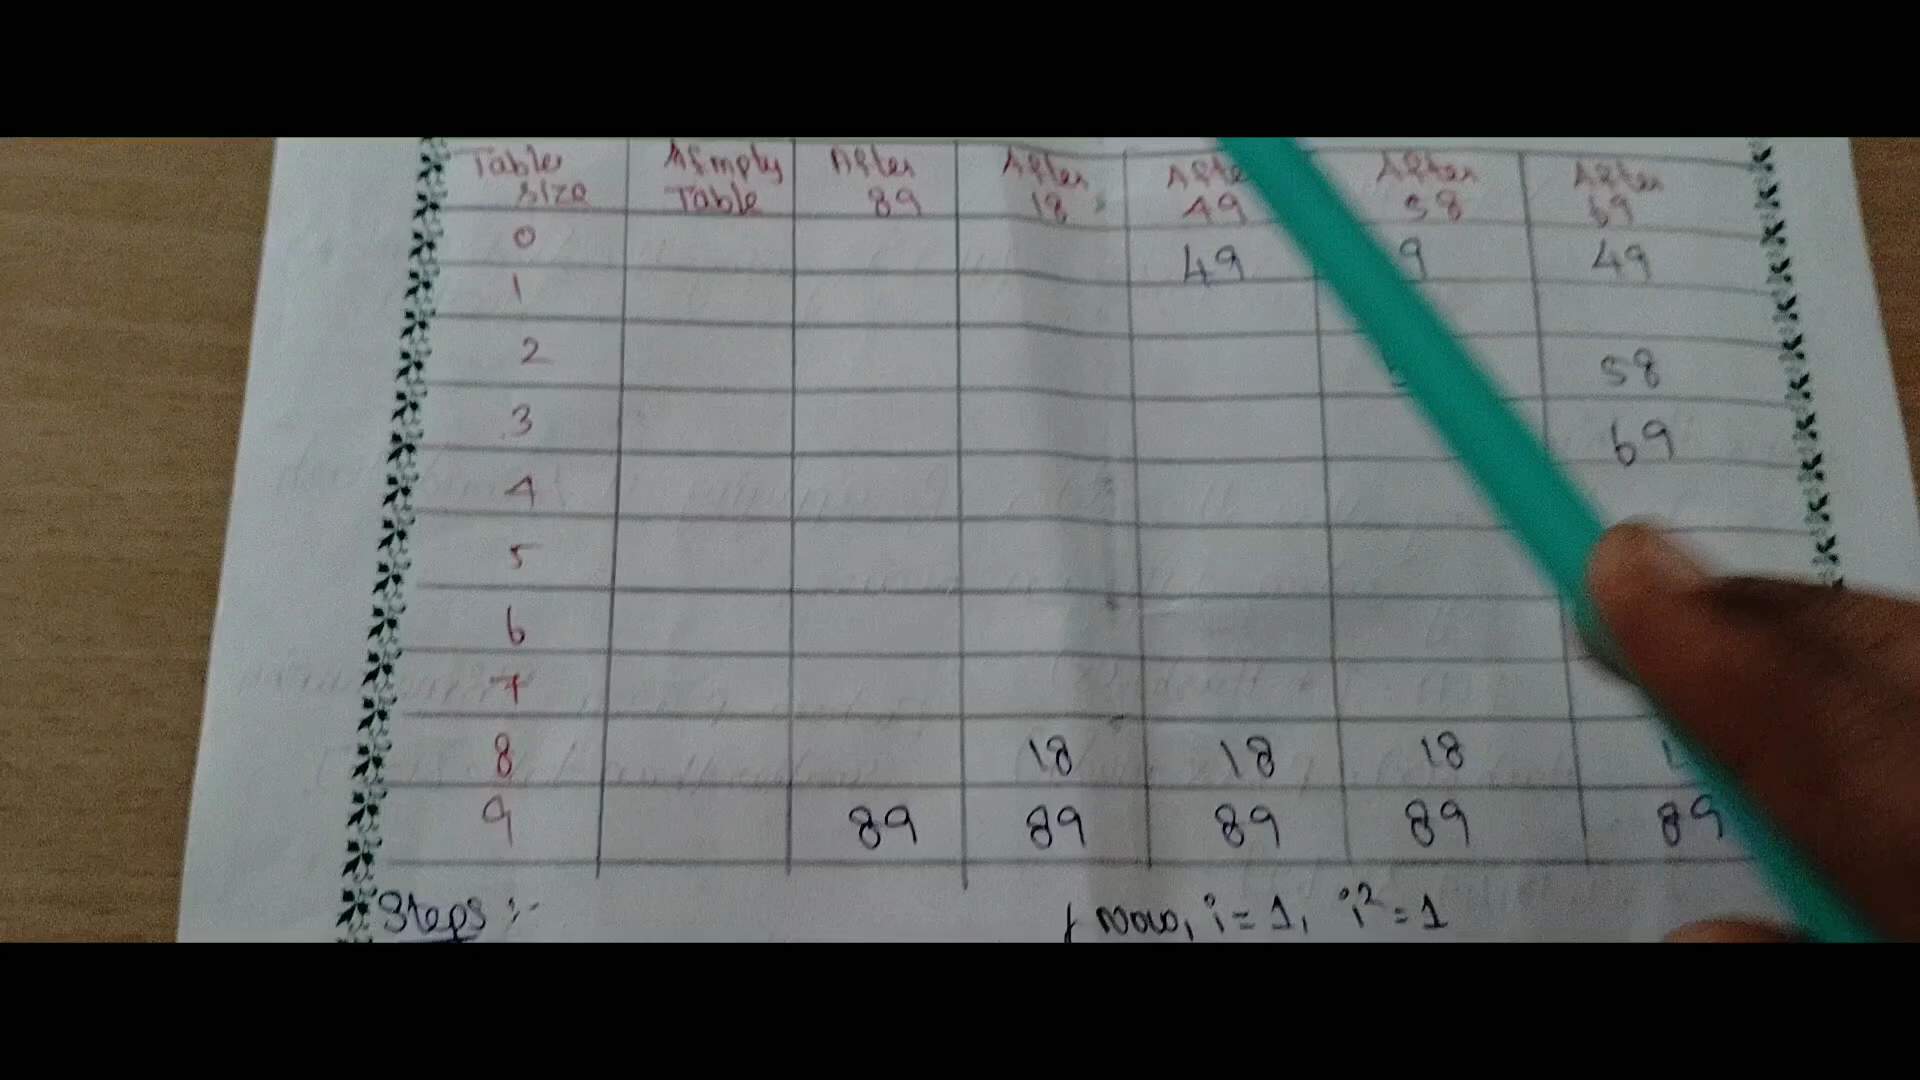 Table Empty After After After After
size Table 89 18 49 58 69
0 49 9 49
1
2 58
3 69
4
5
6
7
8 18 18 18
9 89 89 89 89 89
Steps :- Now, i = 1, i² = 1